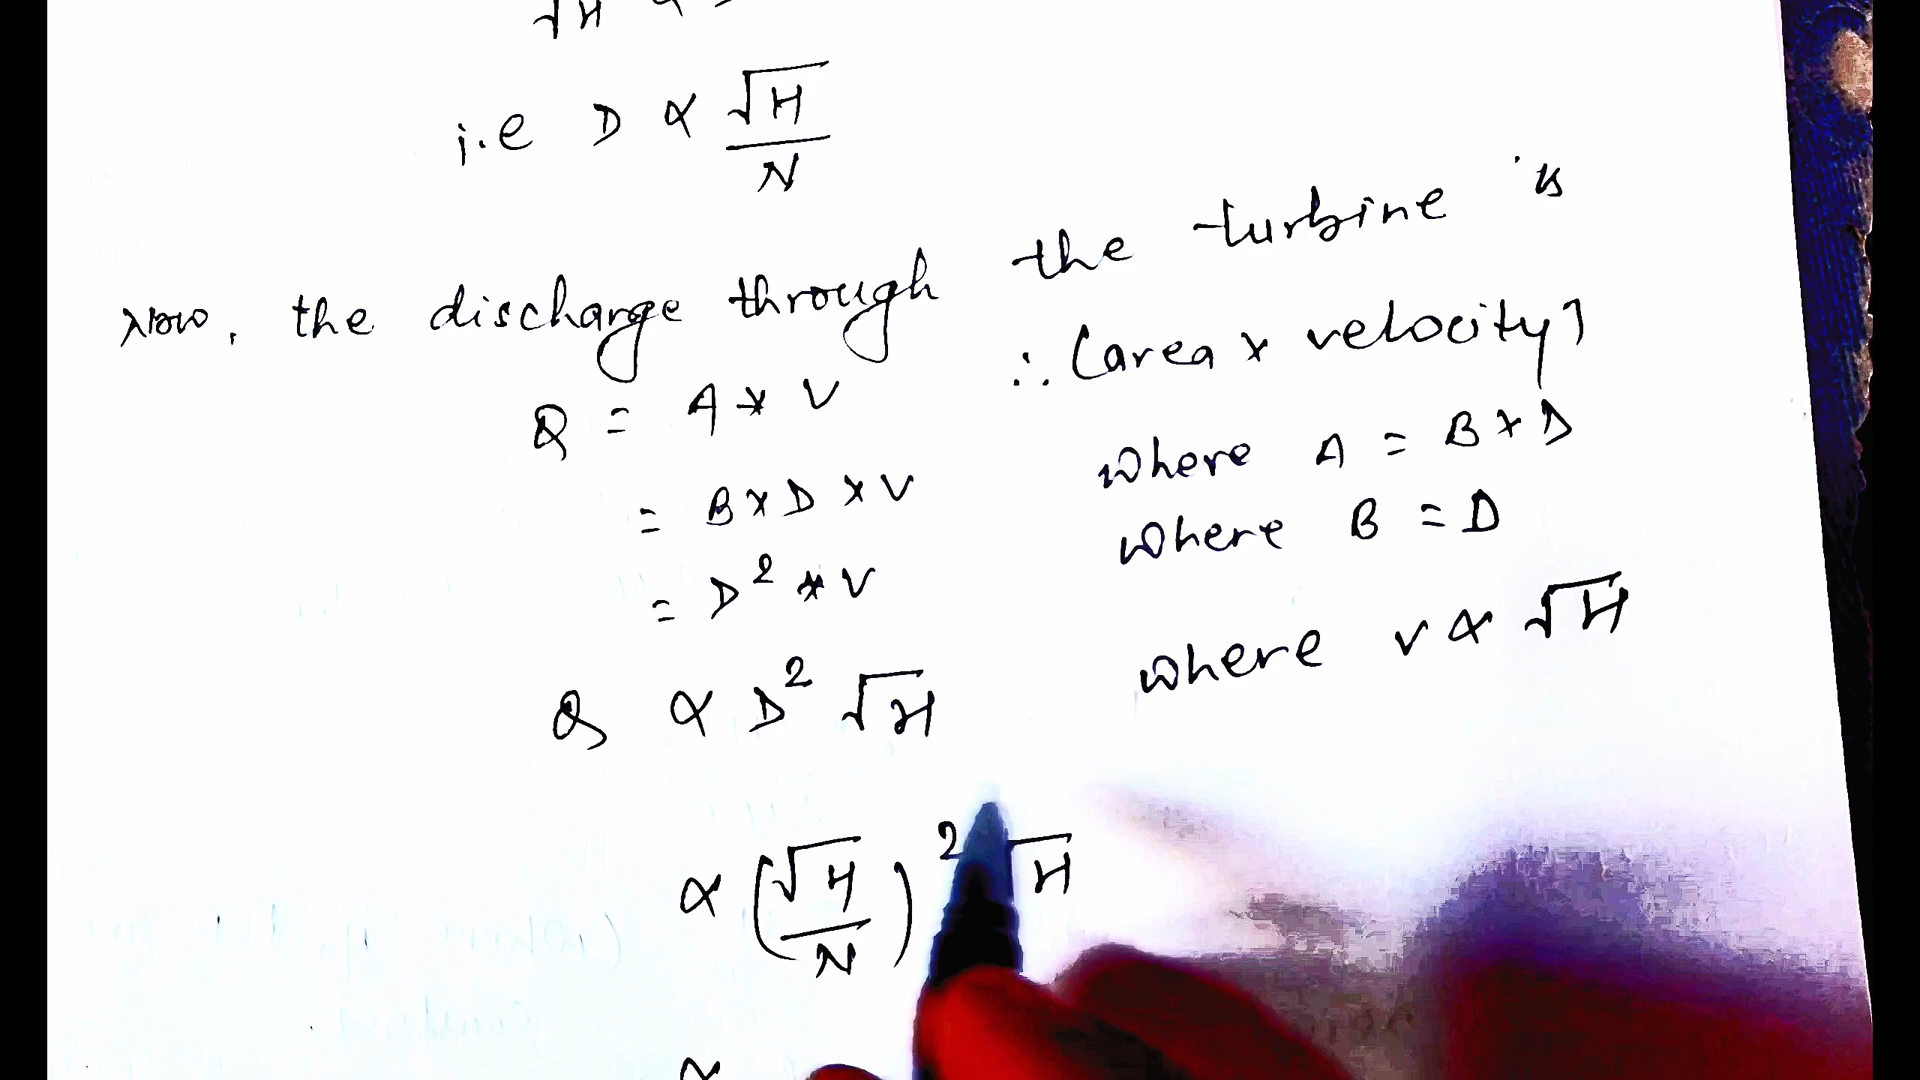 √H ∝
i.e D ∝ √H / N
Now, the discharge through the turbine is
Q = A * V ∴ (area x velocity)
= B x D x V where A = B x D
= D² * V where B = D
Q ∝ D² √H where v ∝ √H
∝ (√H / N)² √H
∝